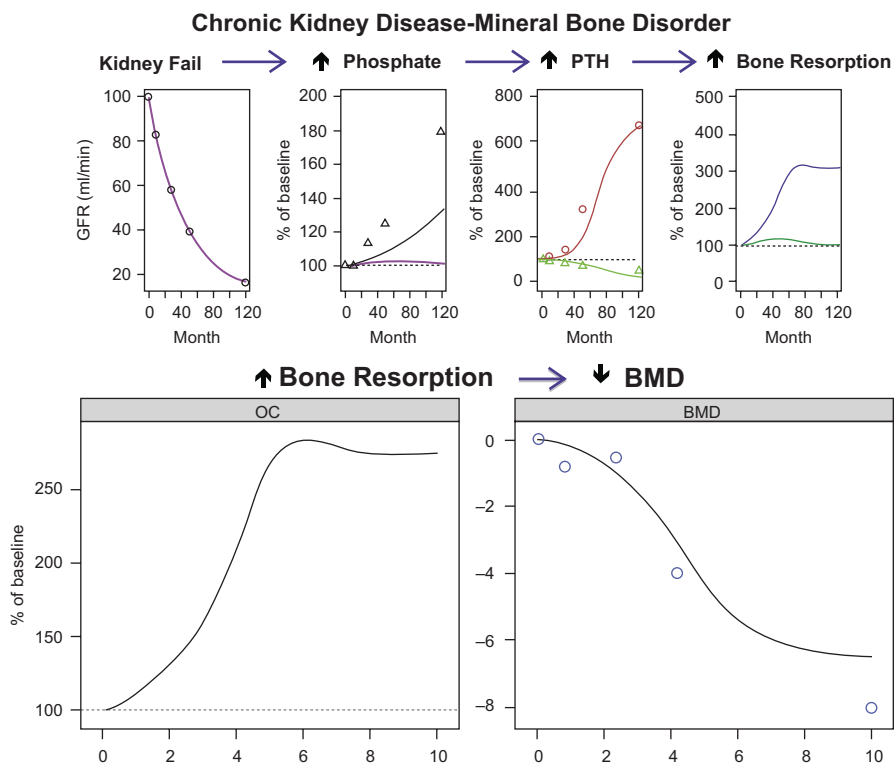 Chronic Kidney Disease-Mineral Bone Disorder
Kidney Fail Phosphate PTH Bone Resorption
GFR (ml/min)
100
80
60
40
20
0 40 80 120
Month
% of baseline
200
180
160
140
120
100
0 40 80 120
Month
% of baseline
800
600
400
200
0
0 40 80 120
Month
% of baseline
500
400
300
200
100
0
0 40 80 120
Month
Bone Resorption BMD
OC
% of baseline
250
200
150
100
0 2 4 6 8 10
BMD
0
–2
–4
–6
–8
0 2 4 6 8 10